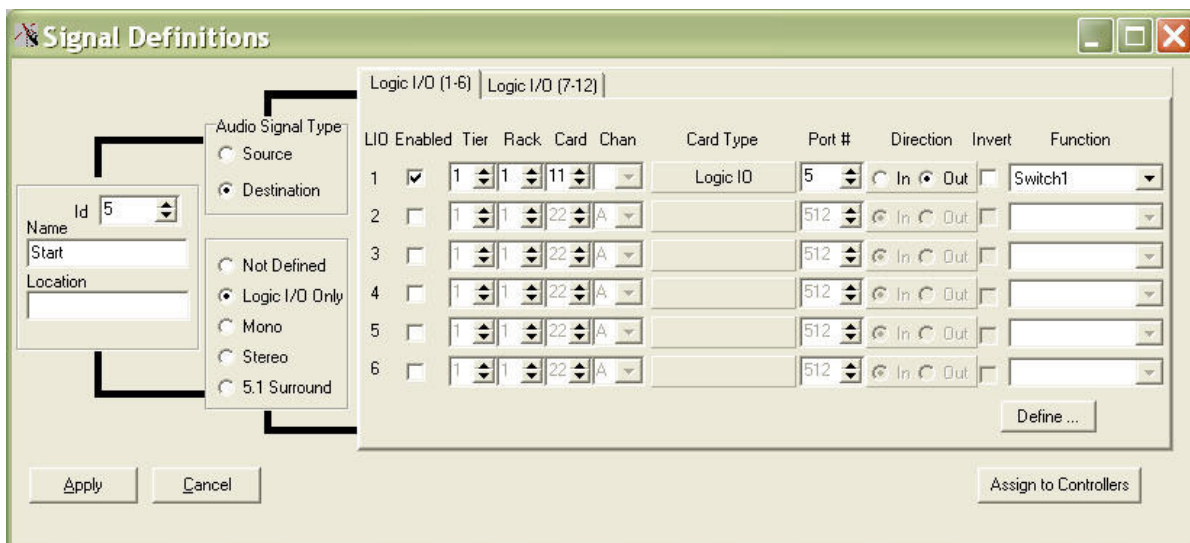 Signal Definitions
Logic I/O (1-6) Logic I/O (7-12)
Audio Signal Type
Source
Destination
Id 5
Name
Start
Location
Not Defined
Logic I/O Only
Mono
Stereo
5.1 Surround
LIO Enabled Tier Rack Card Chan Card Type Port # Direction Invert Function
1 1 1 11 Logic IO 5 In Out Switch1
2 1 1 22 A 512 In Out
3 1 1 22 A 512 In Out
4 1 1 22 A 512 In Out
5 1 1 22 A 512 In Out
6 1 1 22 A 512 In Out
Define ...
Apply Cancel Assign to Controllers